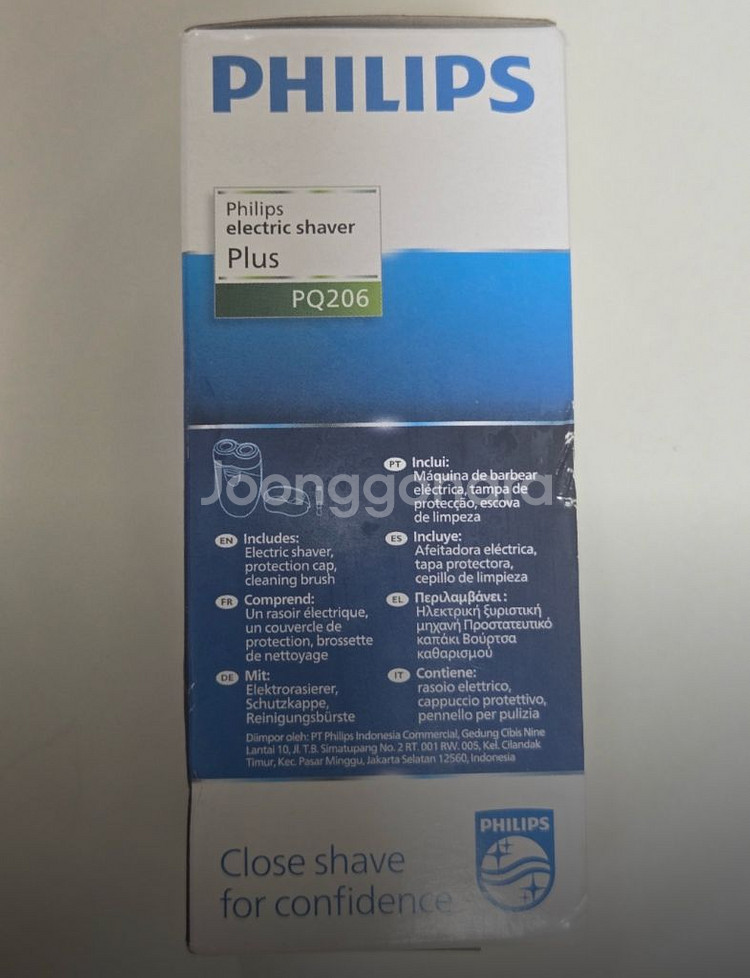 PHILIPS
Philips
electric shaver
Plus
PQ206
Joonggonara
PT Inclui:
Máquina de barbear
eléctrica, tampa de
protecção, escova
de limpeza
EN Includes:
Electric shaver,
protection cap,
cleaning brush
ES Incluye:
Afeitadora eléctrica,
tapa protectora,
cepillo de limpieza
FR Comprend:
Un rasoir électrique,
un couvercle de
protection, brossette
de nettoyage
EL Περιλαμβάνει :
Ηλεκτρική ξυριστική
μηχανή Προστατευτικό
καπάκι Βούρτσα
καθαρισμού
DE Mit:
Elektrorasierer,
Schutzkappe,
Reinigungsbürste
IT Contiene:
rasoio elettrico,
cappuccio protettivo,
pennello per pulizia
Diimpor oleh: PT Philips Indonesia Commercial, Gedung Cibis Nine
Lantai 10, Jl. T.B. Simatupang No. 2 RT. 001 RW. 005, Kel. Cilandak
Timur, Kec. Pasar Minggu, Jakarta Selatan 12560, Indonesia
PHILIPS
Close shave
for confidence